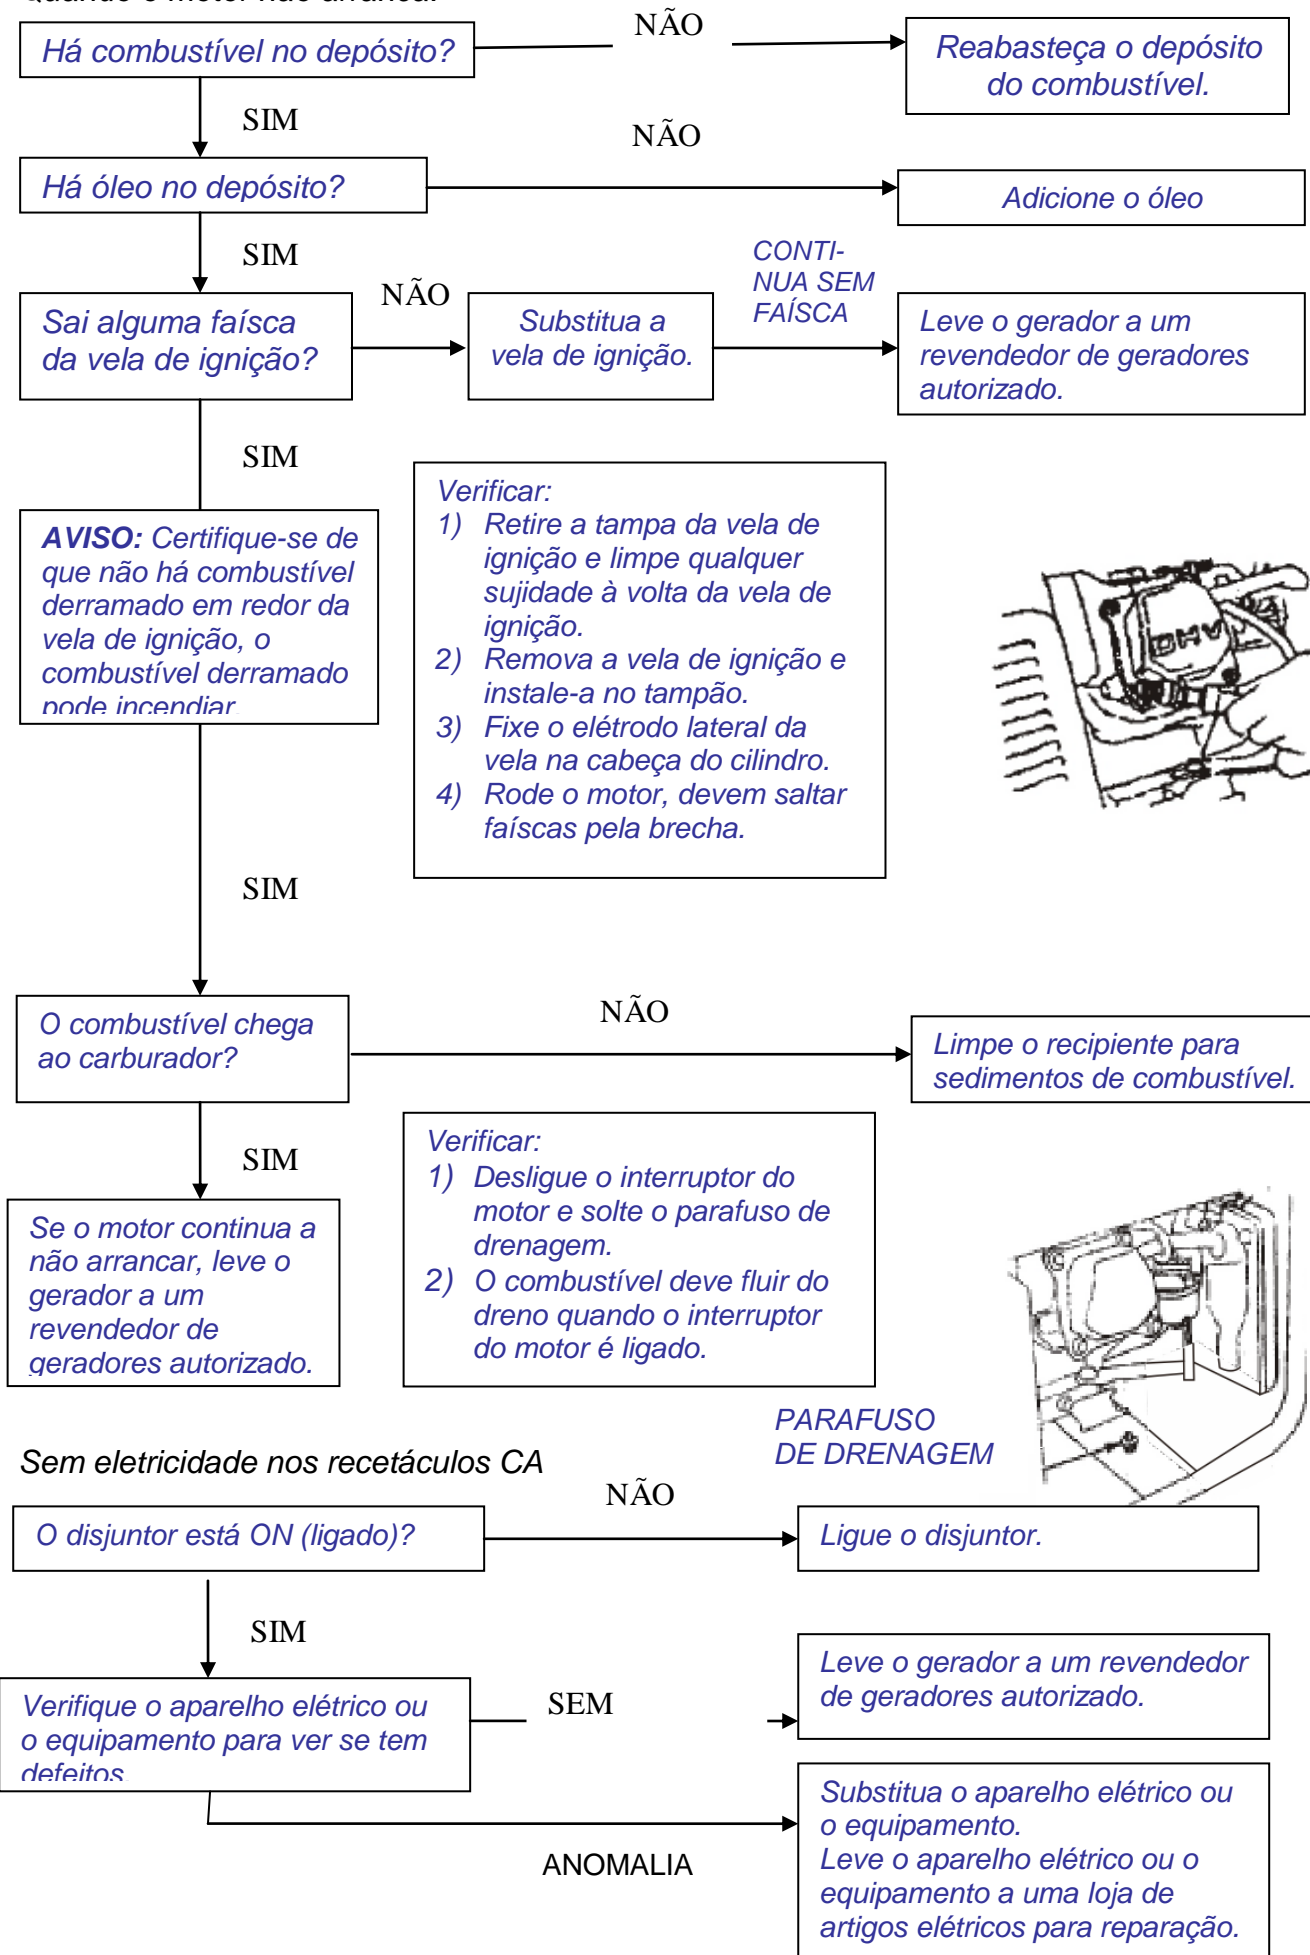 Quando o motor não arranca:
NÃO
Há combustível no depósito?
Reabasteça o depósito
do combustível.
SIM
NÃO
Há óleo no depósito?
Adicione o óleo
SIM
CONTI-
NUA SEM
FAÍSCA
NÃO
Sai alguma faísca
da vela de ignição?
Substitua a
vela de ignição.
Leve o gerador a um
revendedor de geradores
autorizado.
SIM
AVISO: Certifique-se de
que não há combustível
derramado em redor da
vela de ignição, o
combustível derramado
pode incendiar
Verificar:
1) Retire a tampa da vela de
ignição e limpe qualquer
sujidade à volta da vela de
ignição.
2) Remova a vela de ignição e
instale-a no tampão.
3) Fixe o elétrodo lateral da
vela na cabeça do cilindro.
4) Rode o motor, devem saltar
faíscas pela brecha.
OHV
SIM
NÃO
O combustível chega
ao carburador?
Limpe o recipiente para
sedimentos de combustível.
SIM
Verificar:
1) Desligue o interruptor do
motor e solte o parafuso de
drenagem.
2) O combustível deve fluir do
dreno quando o interruptor
do motor é ligado.
Se o motor continua a
não arrancar, leve o
gerador a um
revendedor de
geradores autorizado.
PARAFUSO
DE DRENAGEM
Sem eletricidade nos recetáculos CA
NÃO
O disjuntor está ON (ligado)?
Ligue o disjuntor.
SIM
Verifique o aparelho elétrico ou
o equipamento para ver se tem
defeitos.
SEM
Leve o gerador a um revendedor
de geradores autorizado.
ANOMALIA
Substitua o aparelho elétrico ou
o equipamento.
Leve o aparelho elétrico ou o
equipamento a uma loja de
artigos elétricos para reparação.